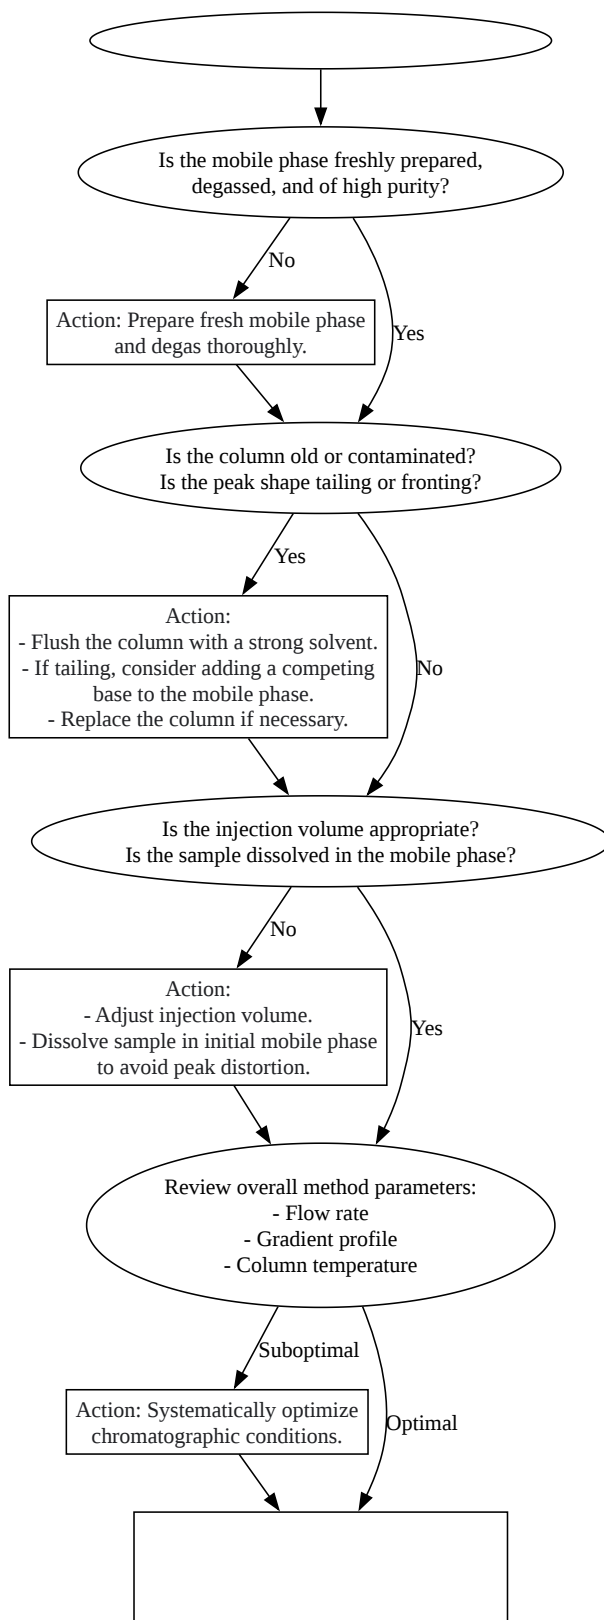 Is the mobile phase freshly prepared,
degassed, and of high purity?
No
Action: Prepare fresh mobile phase
and degas thoroughly.
Yes
Is the column old or contaminated?
Is the peak shape tailing or fronting?
Yes
Action:
- Flush the column with a strong solvent.
- If tailing, consider adding a competing
base to the mobile phase.
- Replace the column if necessary.
No
Is the injection volume appropriate?
Is the sample dissolved in the mobile phase?
No
Action:
- Adjust injection volume.
- Dissolve sample in initial mobile phase
to avoid peak distortion.
Yes
Review overall method parameters:
- Flow rate
- Gradient profile
- Column temperature
Suboptimal
Action: Systematically optimize
chromatographic conditions.
Optimal